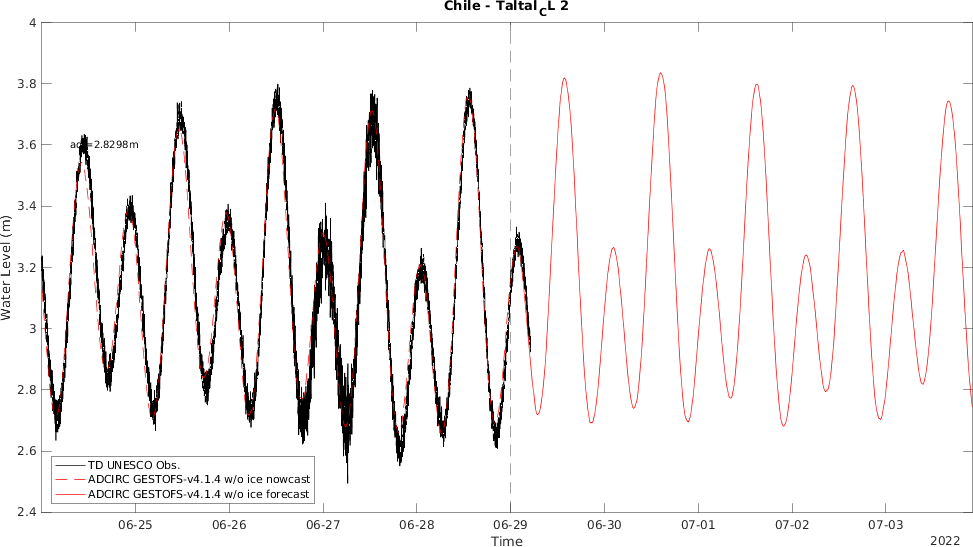 Chile - Taltal_CL 2
4
3.8
3.6
3.4
3.2
3
2.8
2.6
2.4
Water Level (m)
=2.8298m
TD UNESCO Obs.
ADCIRC GESTOFS-v4.1.4 w/o ice nowcast
ADCIRC GESTOFS-v4.1.4 w/o ice forecast
06-25
06-26
06-27
06-28
06-29
06-30
07-01
07-02
07-03
Time
2022